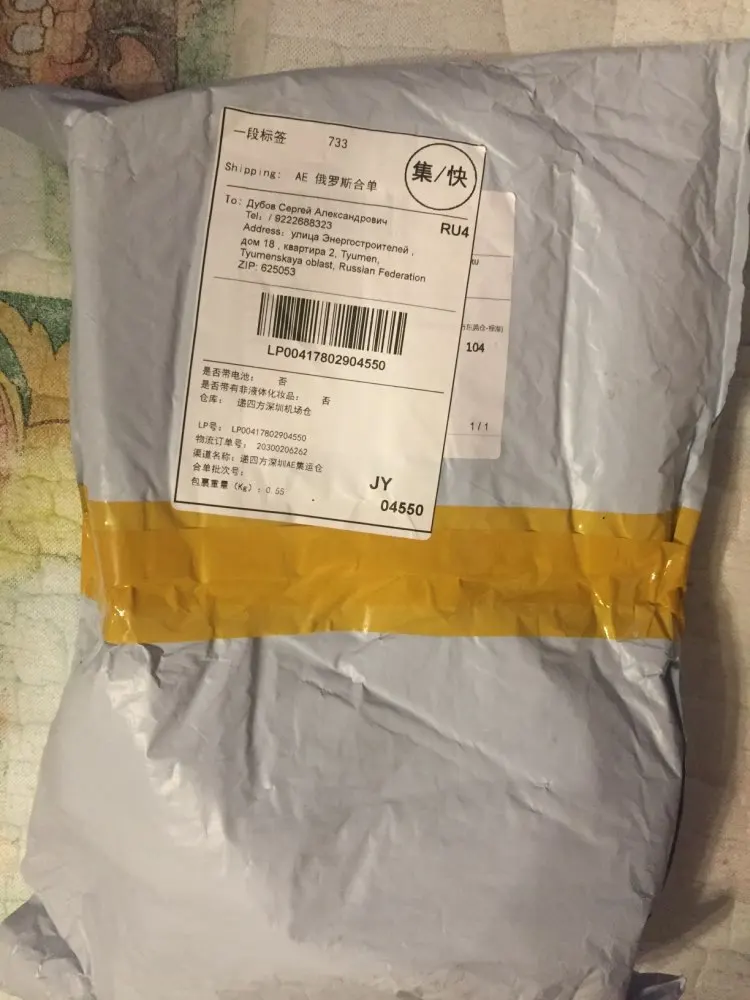 一段标签 733
集/快
Shipping: AE 俄罗斯合单
To: Дубов Сергей Александрович
RU4
Tel: / 9222688323
Address: улица Энергостроителей ,
дом 18 , квартира 2, Tyumen,
Tyumenskaya oblast, Russian Federation
ZIP: 625053
LP00417802904550
是否带电池: 否
是否带有非液体化妆品: 否
仓库: 递四方深圳机场仓
LP号: LP00417802904550
物流订单号: 20300206262
渠道名称: 递四方深圳AE集运仓
合单批次号:
包裹重量 (Kg) : 0.55
JY
04550
104
1/1